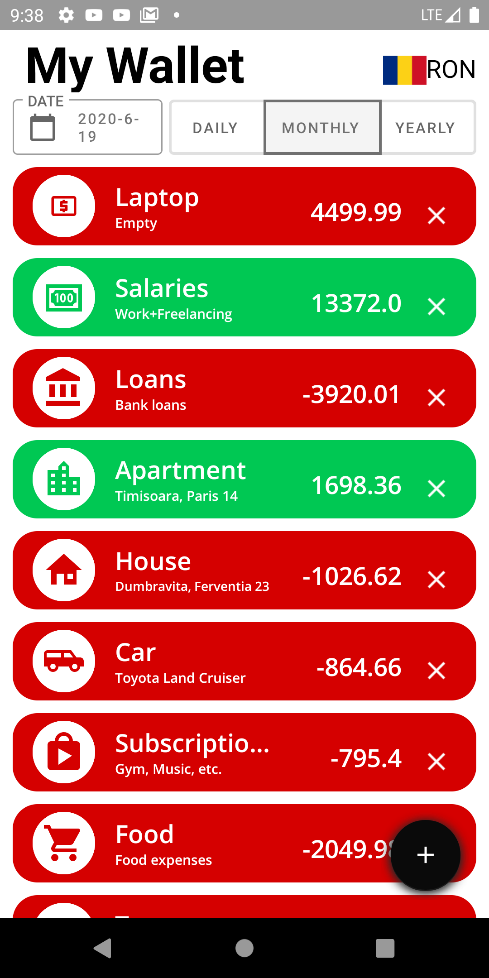 9:38
LTE
My Wallet
RON
DATE
2020-6-
19
DAILY
MONTHLY
YEARLY
Laptop
4499.99
Empty
Salaries
13372.0
Work+Freelancing
100
Loans
-3920.01
Bank loans
Apartment
1698.36
Timisoara, Paris 14
House
-1026.62
Dumbravita, Ferventia 23
Car
-864.66
Toyota Land Cruiser
Subscriptio...
-795.4
Gym, Music, etc.
Food
Food expenses
+